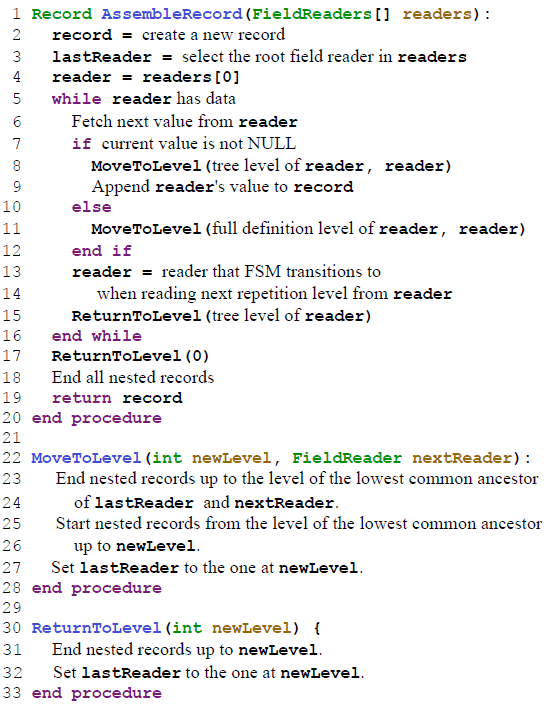 1 Record AssembleRecord(FieldReaders[] readers):
2 record = create a new record
3 lastReader = select the root field reader in readers
4 reader = readers[0]
5 while reader has data
6 Fetch next value from reader
7 if current value is not NULL
8 MoveToLevel(tree level of reader, reader)
9 Append reader's value to record
10 else
11 MoveToLevel(full definition level of reader, reader)
12 end if
13 reader = reader that FSM transitions to
14 when reading next repetition level from reader
15 ReturnToLevel(tree level of reader)
16 end while
17 ReturnToLevel(0)
18 End all nested records
19 return record
20 end procedure
21
22 MoveToLevel(int newLevel, FieldReader nextReader):
23 End nested records up to the level of the lowest common ancestor
24 of lastReader and nextReader.
25 Start nested records from the level of the lowest common ancestor
26 up to newLevel.
27 Set lastReader to the one at newLevel.
28 end procedure
29
30 ReturnToLevel(int newLevel) {
31 End nested records up to newLevel.
32 Set lastReader to the one at newLevel.
33 end procedure